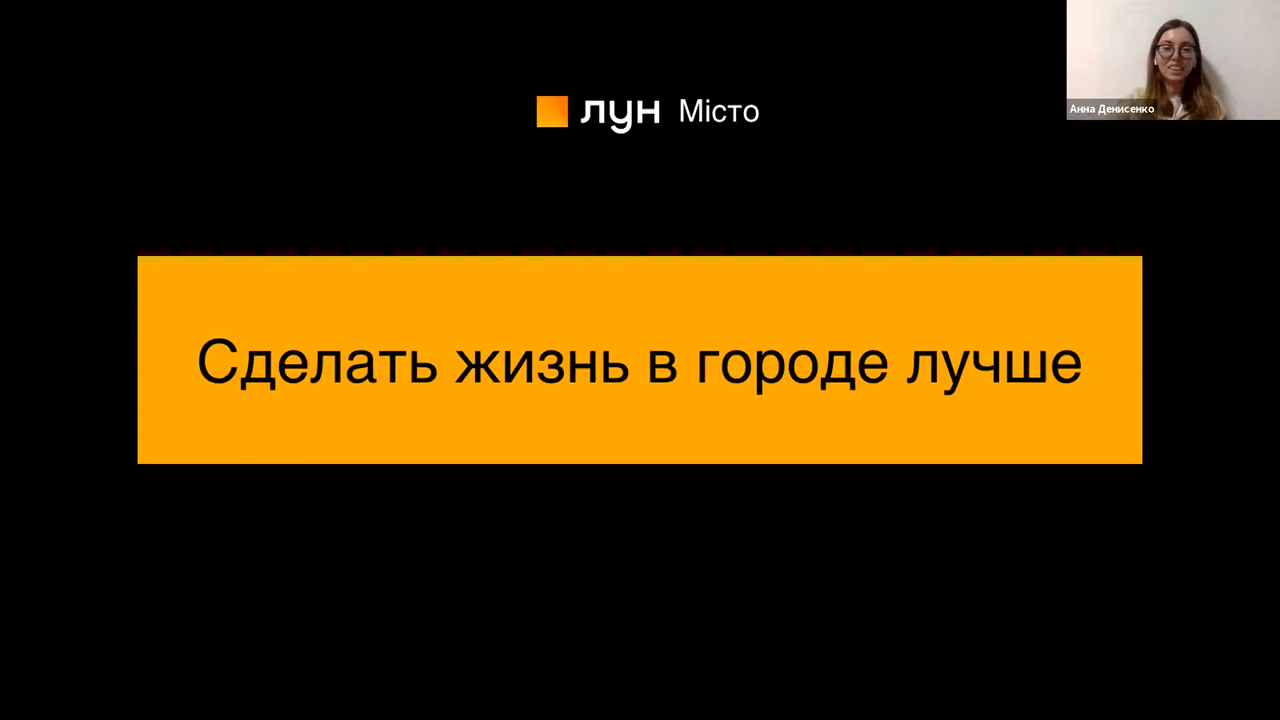 лун Місто
Анна Денисенко
Сделать жизнь в городе лучше